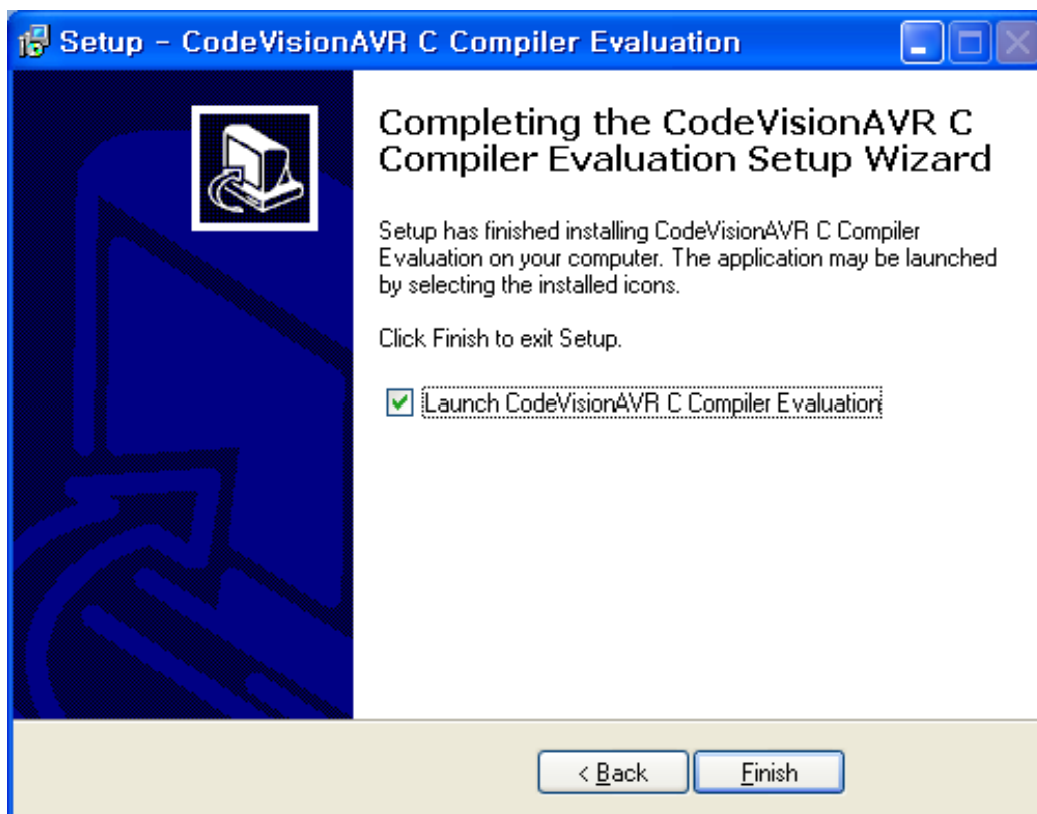 Setup - CodeVisionAVR C Compiler Evaluation
Completing the CodeVisionAVR C
Compiler Evaluation Setup Wizard
Setup has finished installing CodeVisionAVR C Compiler
Evaluation on your computer. The application may be launched
by selecting the installed icons.
Click Finish to exit Setup.
Launch CodeVisionAVR C Compiler Evaluation
< Back
Finish